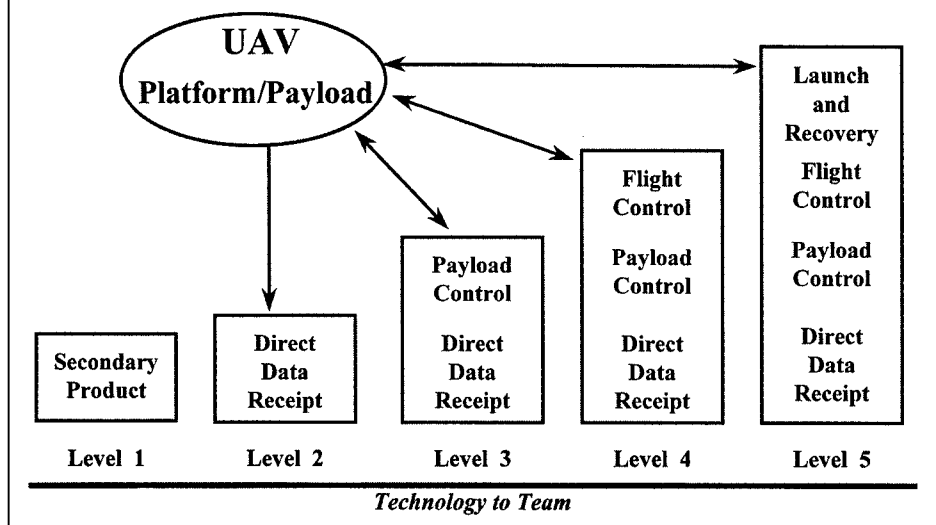 UAV
Platform/Payload
Launch
and
Recovery
Flight
Control
Payload
Control
Direct
Data
Receipt
Flight
Control
Payload
Control
Direct
Data
Receipt
Payload
Control
Direct
Data
Receipt
Direct
Data
Receipt
Secondary
Product
Level 1
Level 2
Level 3
Level 4
Level 5
Technology to Team